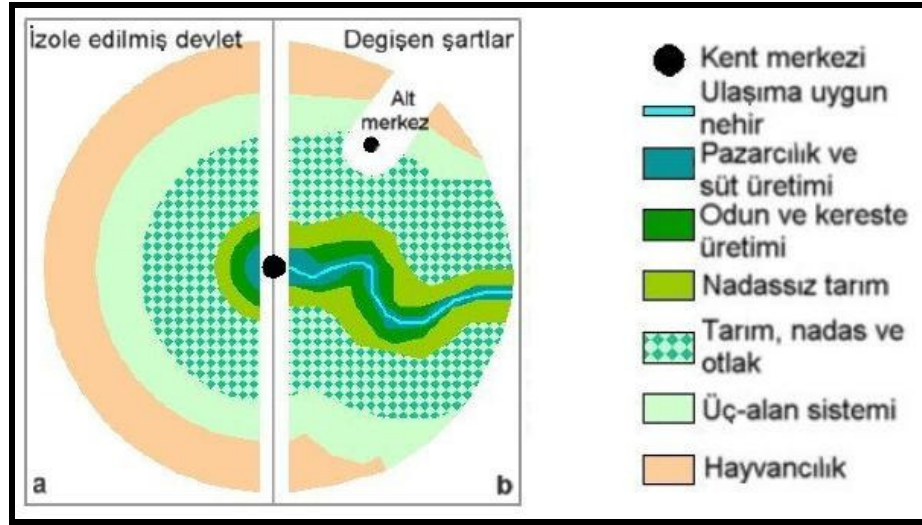 İzole edilmiş devlet
Degişen şartlar
Alt
merkez
a
b
Kent merkezi
Ulaşıma uygun
nehir
Pazarcılık ve
süt üretimi
Odun ve kereste
üretimi
Nadassız tarım
Tarım, nadas ve
otlak
Üç-alan sistemi
Hayvancılık